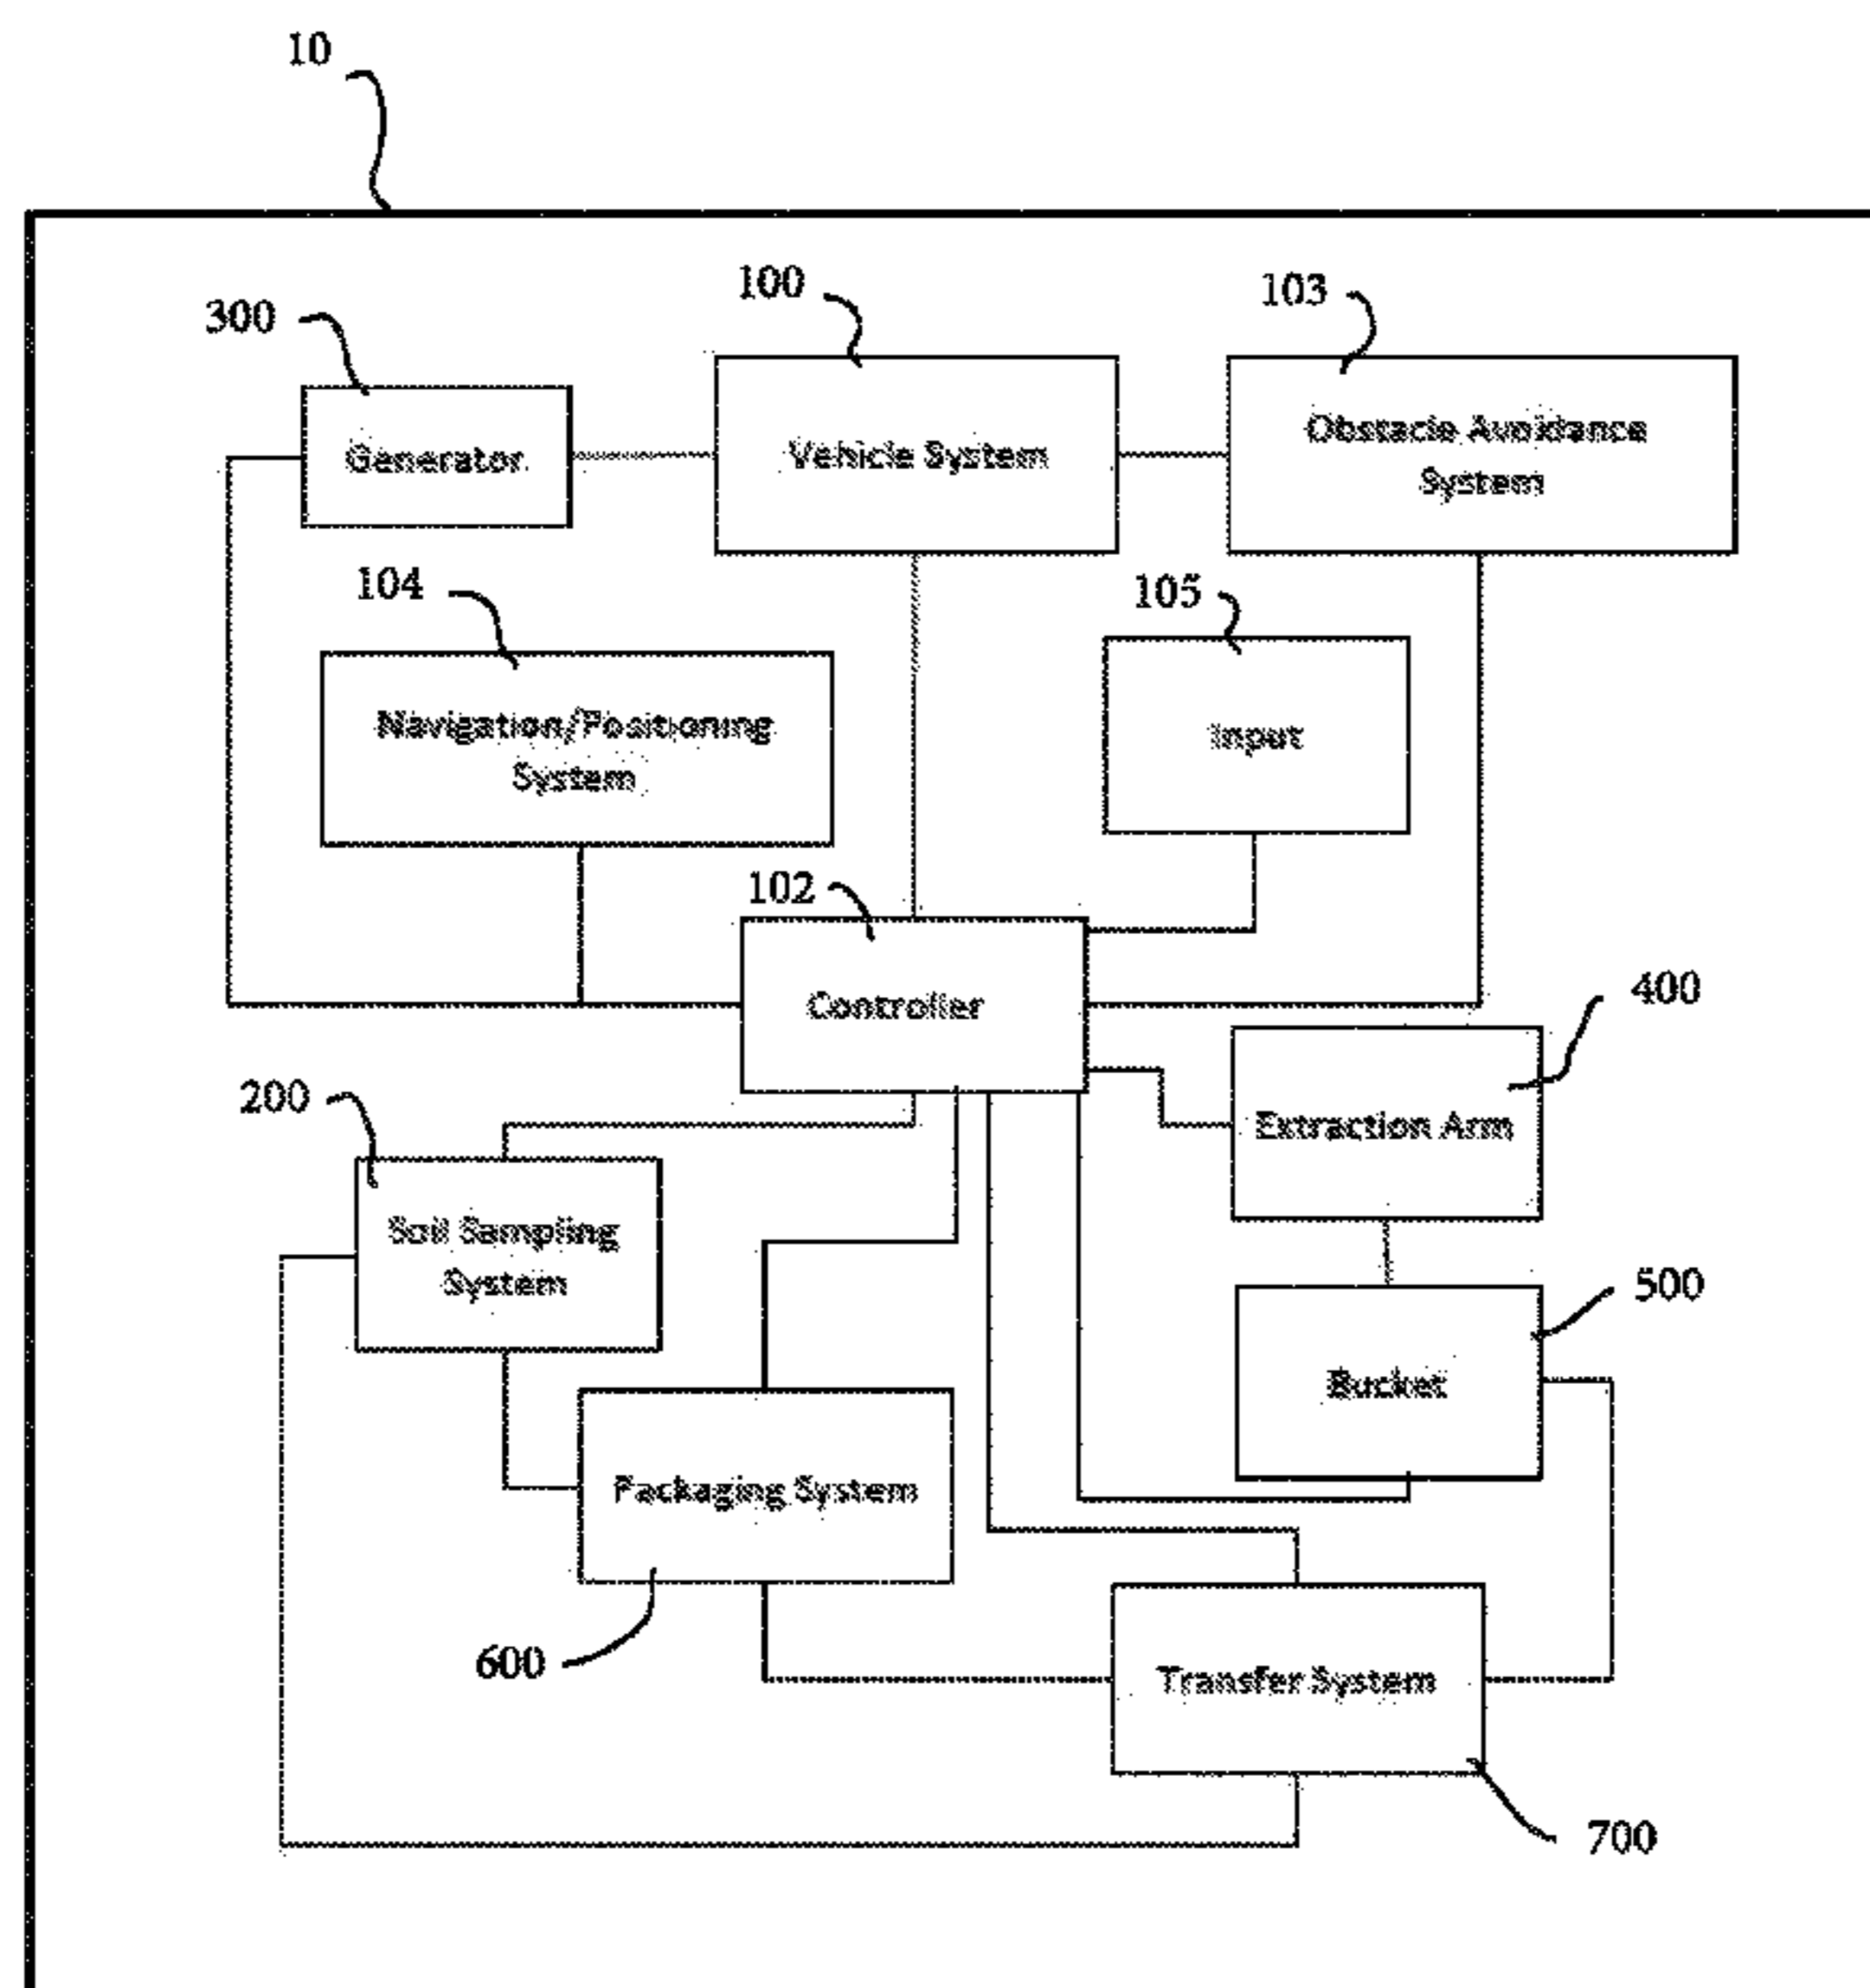 10
300
100
103
Generator
Vehicle System
Obstacle Avoidance
System
104
105
Navigation/Positioning
System
Input
102
Controller
400
Extraction Arm
200
Soil Sampling
System
500
Bucket
Packaging System
600
Transfer System
700